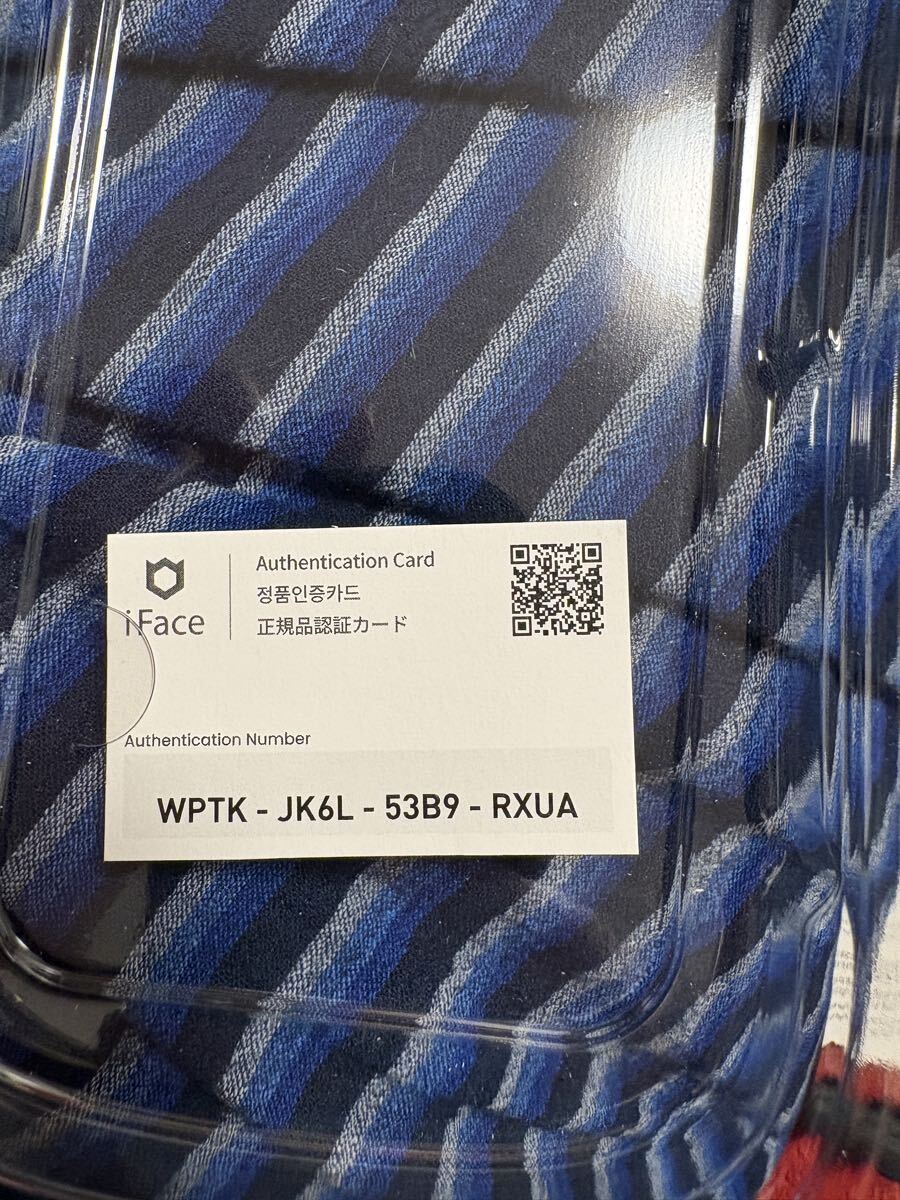 iFace
Authentication Card
정품인증카드
正規品認証カード
Authentication Number
WPTK - JK6L - 53B9 - RXUA